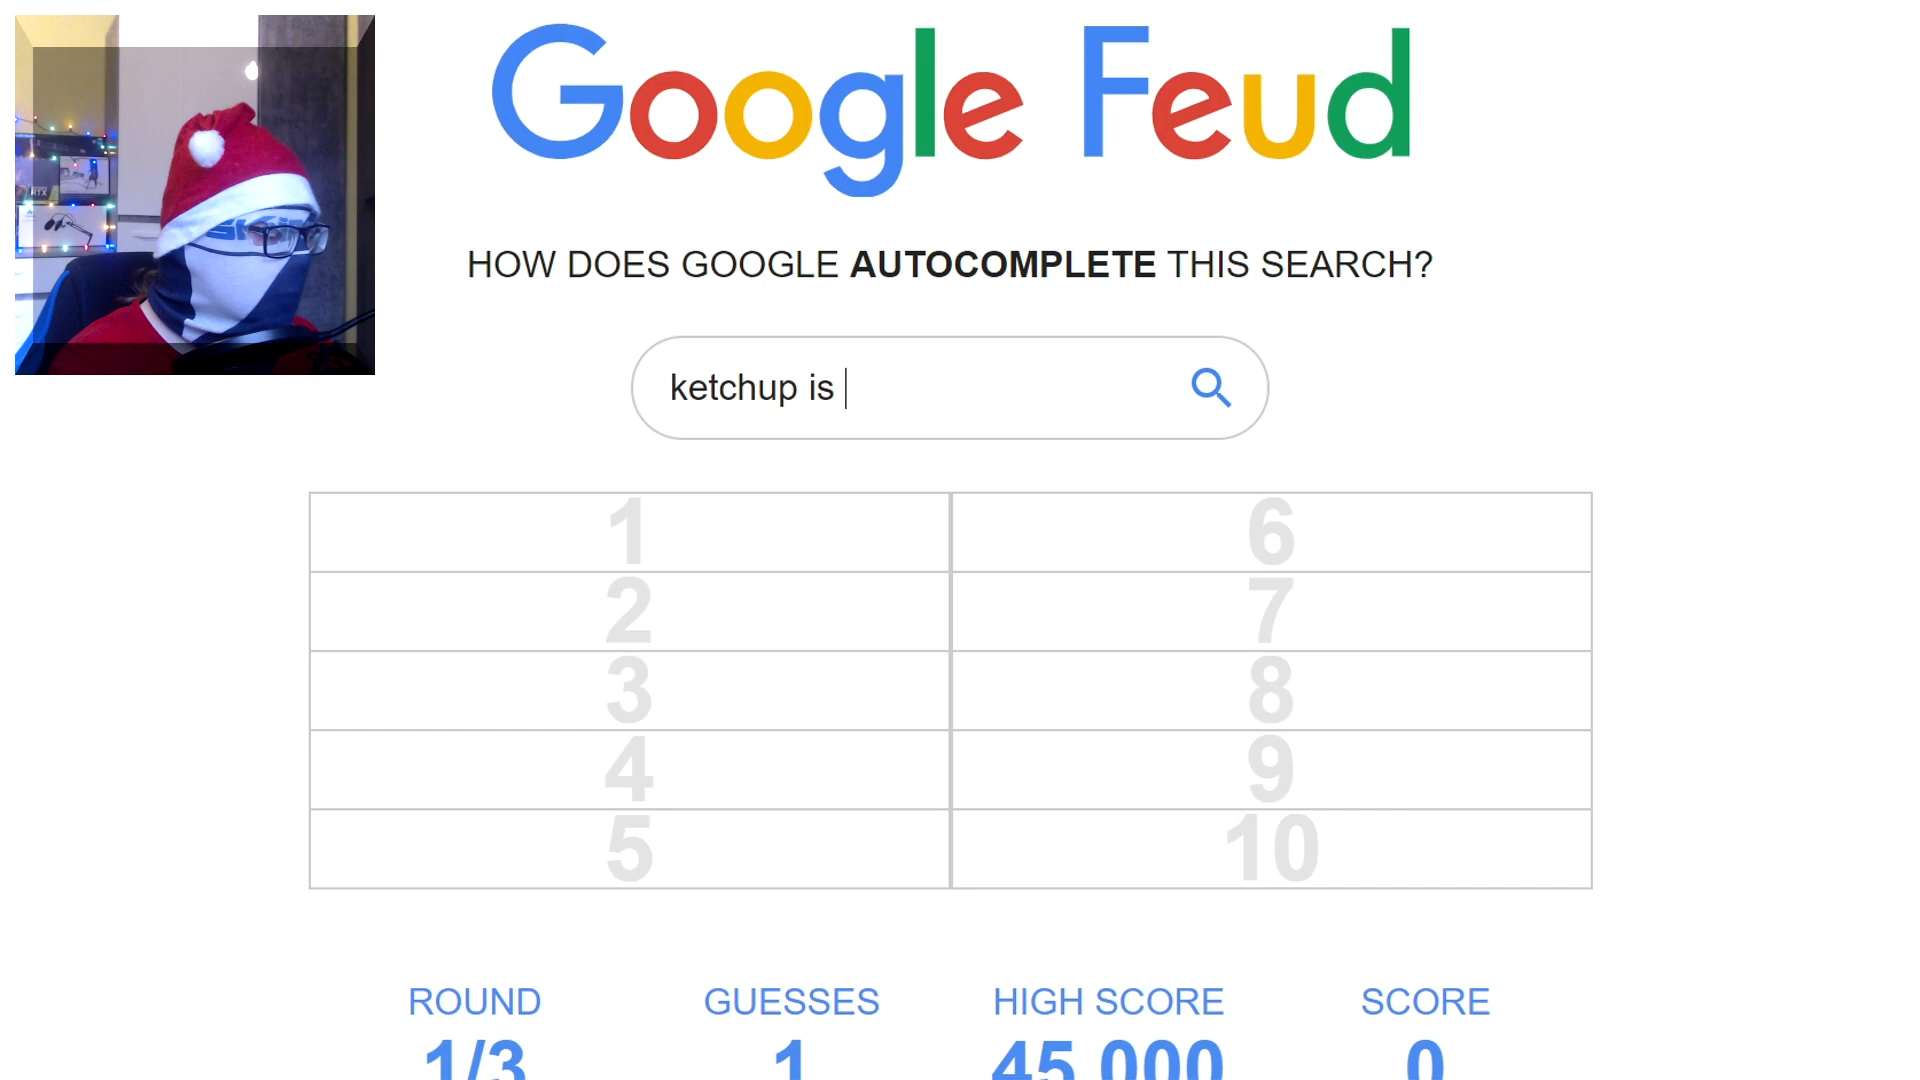 Google Feud
HOW DOES GOOGLE AUTOCOMPLETE THIS SEARCH?
ketchup is
1
6
2
7
3
8
4
9
5
10
ROUND
GUESSES
HIGH SCORE
SCORE
1/3
1
45,000
0
RTX